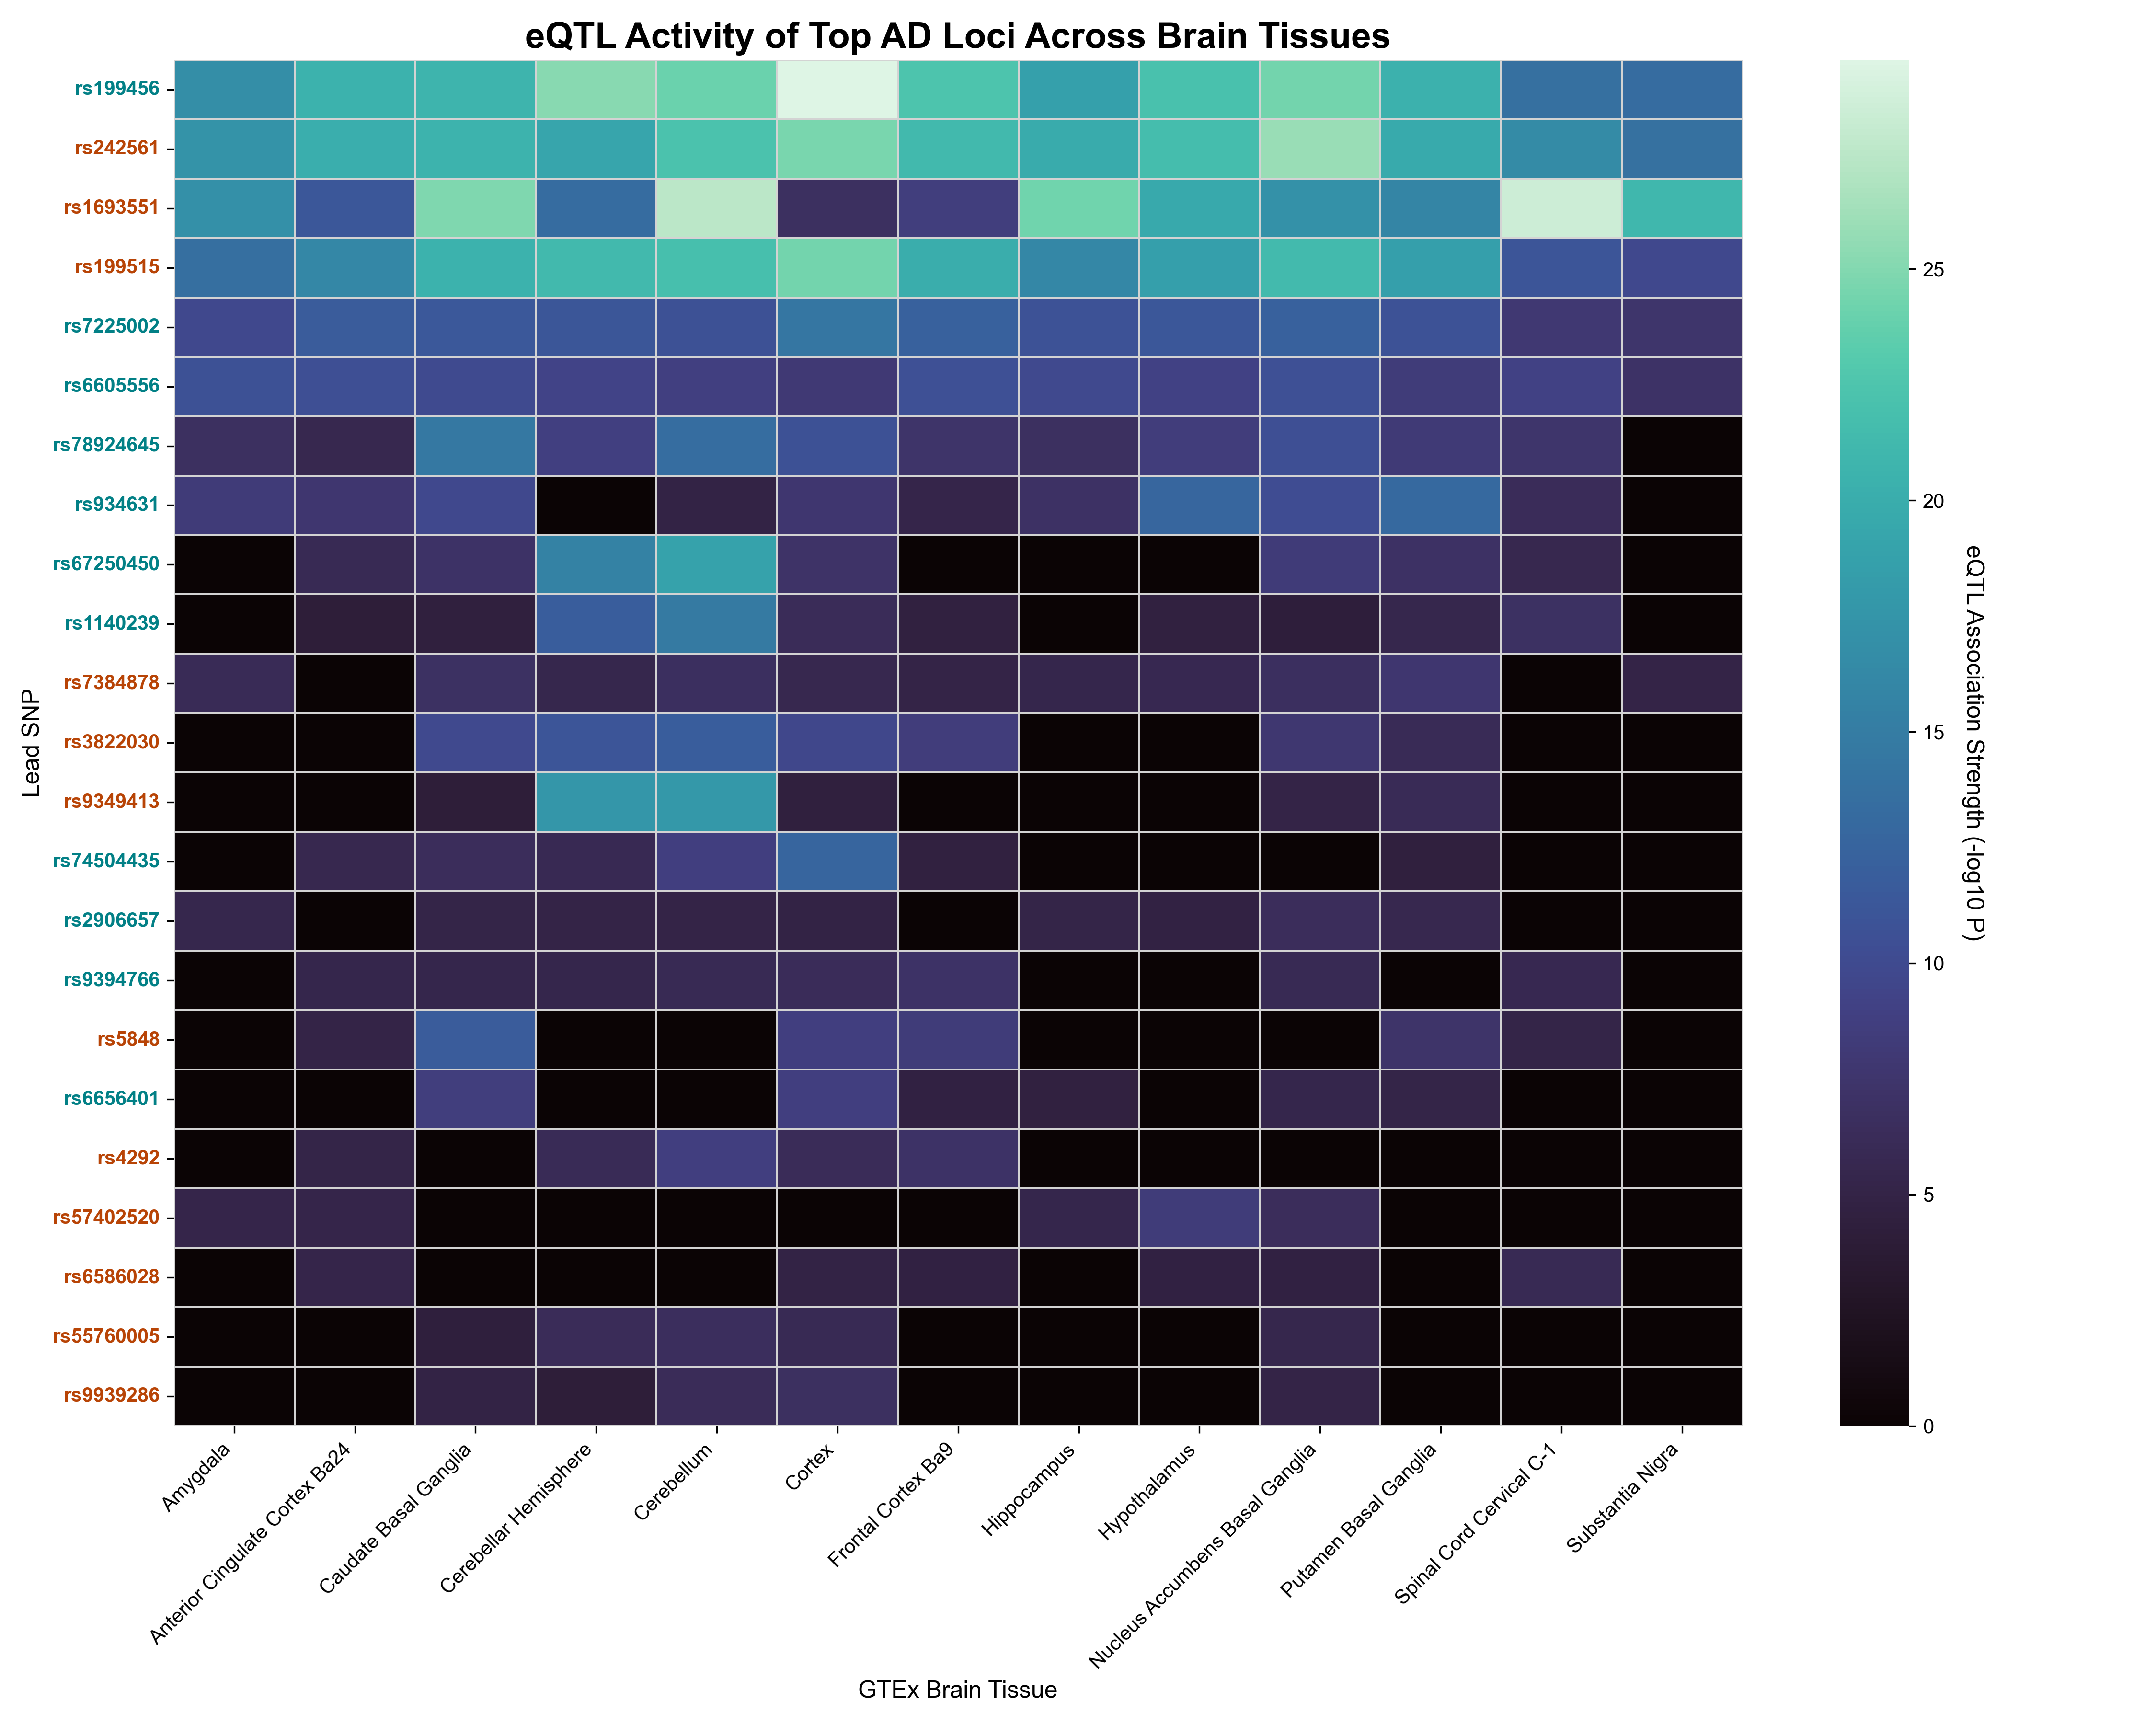 eQTL Activity of Top AD Loci Across Brain Tissues
Lead SNP
rs199456
rs242561
rs1693551
rs199515
rs7225002
rs6605556
rs78924645
rs934631
rs67250450
rs1140239
rs7384878
rs3822030
rs9349413
rs74504435
rs2906657
rs9394766
rs5848
rs6656401
rs4292
rs57402520
rs6586028
rs55760005
rs9939286
Amygdala
Anterior Cingulate Cortex Ba24
Caudate Basal Ganglia
Cerebellar Hemisphere
Cerebellum
Cortex
Frontal Cortex Ba9
Hippocampus
Hypothalamus
Nucleus Accumbens Basal Ganglia
Putamen Basal Ganglia
Spinal Cord Cervical C-1
Substantia Nigra
GTEx Brain Tissue
25
20
15
10
5
0
eQTL Association Strength (-log10 P)